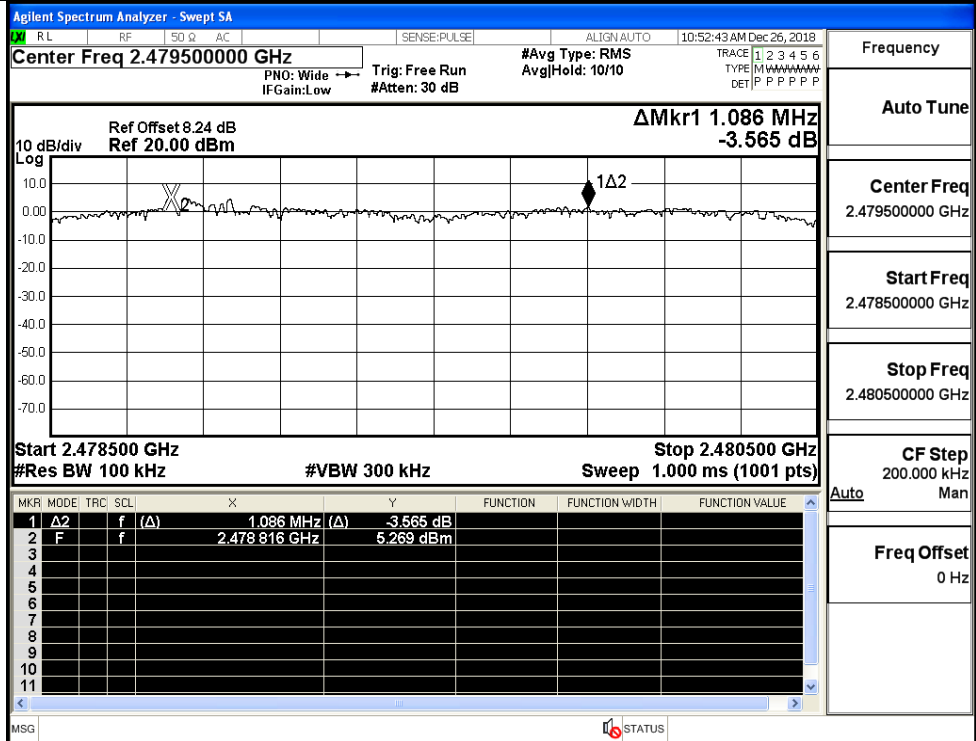 Agilent Spectrum Analyzer - Swept SA
LXI RL RF 50 Ω AC SENSE:PULSE ALIGN AUTO 10:52:43 AM Dec 26, 2018
Center Freq 2.479500000 GHz
PNO: Wide
IFGain:Low
Trig: Free Run
#Atten: 30 dB
#Avg Type: RMS
Avg|Hold: 10/10
TRACE 1 2 3 4 5 6
TYPE M WWWWW
DET P P P P P P
Ref Offset 8.24 dB
10 dB/div Ref 20.00 dBm
Log
ΔMkr1 1.086 MHz
-3.565 dB
10.0
0.00
-10.0
-20.0
-30.0
-40.0
-50.0
-60.0
-70.0
2
1Δ2
Start 2.478500 GHz Stop 2.480500 GHz
#Res BW 100 kHz #VBW 300 kHz Sweep 1.000 ms (1001 pts)
MKR MODE TRC SCL X Y FUNCTION FUNCTION WIDTH FUNCTION VALUE
1 Δ2 f (Δ) 1.086 MHz (Δ) -3.565 dB
2 F f 2.478 816 GHz 5.269 dBm
3
4
5
6
7
8
9
10
11
MSG STATUS
Frequency
Auto Tune
Center Freq
2.479500000 GHz
Start Freq
2.478500000 GHz
Stop Freq
2.480500000 GHz
CF Step
200.000 kHz
Auto Man
Freq Offset
0 Hz